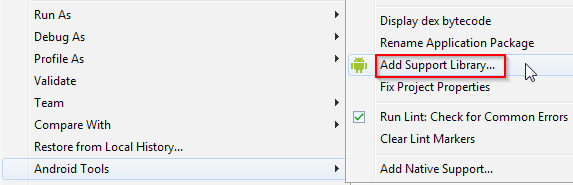 Run As
Debug As
Profile As
Validate
Team
Compare With
Restore from Local History...
Android Tools
Display dex bytecode
Rename Application Package
Add Support Library...
Fix Project Properties
Run Lint: Check for Common Errors
Clear Lint Markers
Add Native Support...